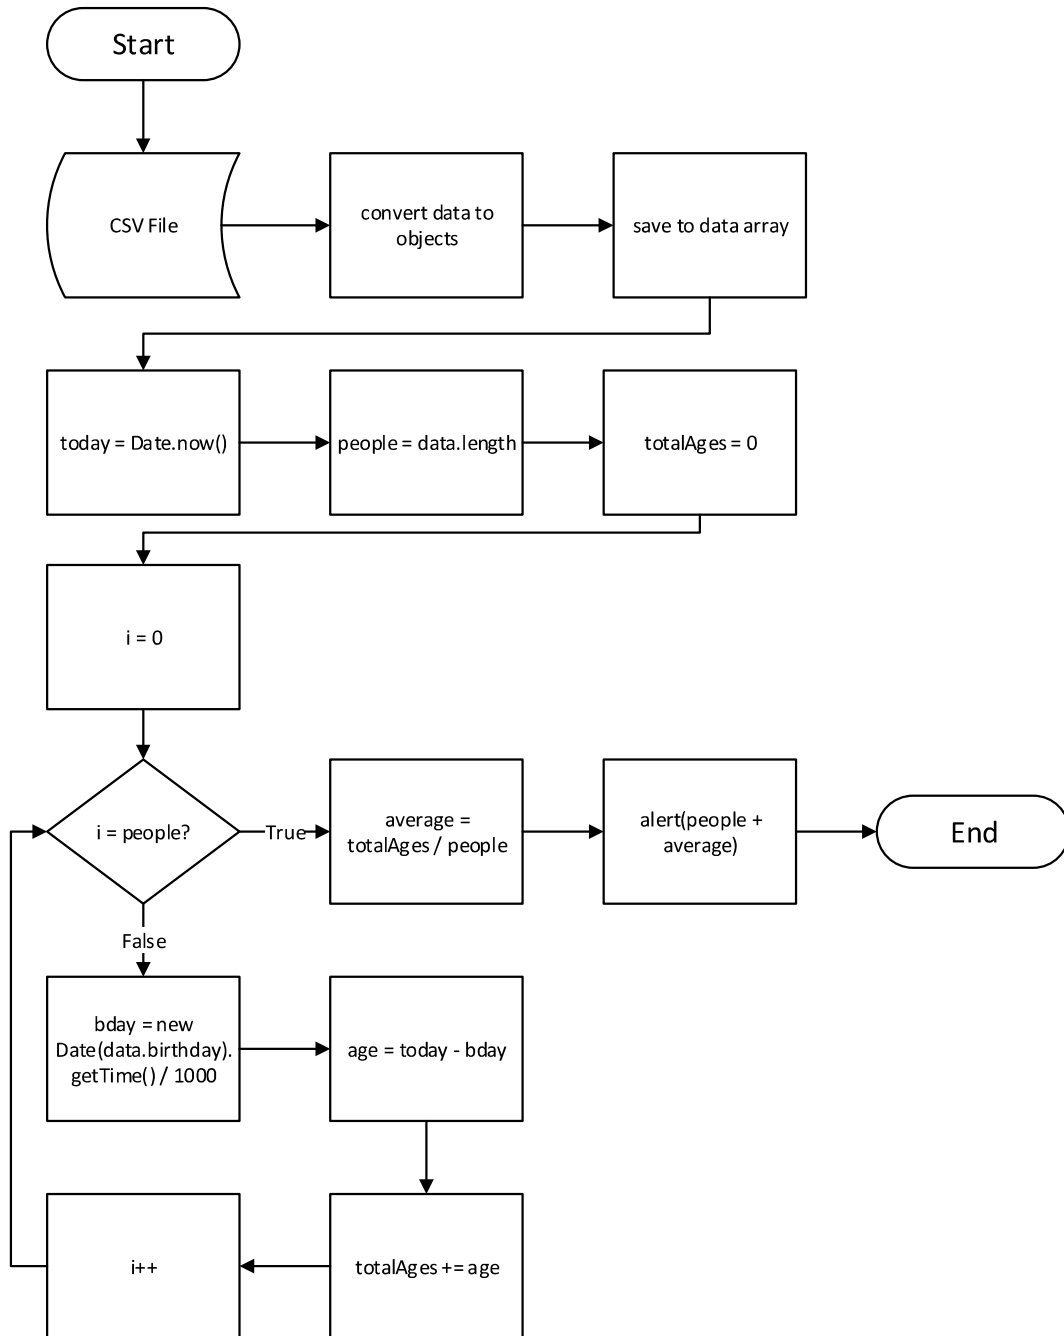 Start
CSV File
convert data to
objects
save to data array
today = Date.now()
people = data.length
totalAges = 0
i = 0
i = people?
True
average =
totalAges / people
alert(people +
average)
End
False
bday = new
Date(data.birthday).
getTime() / 1000
age = today - bday
i++
totalAges += age